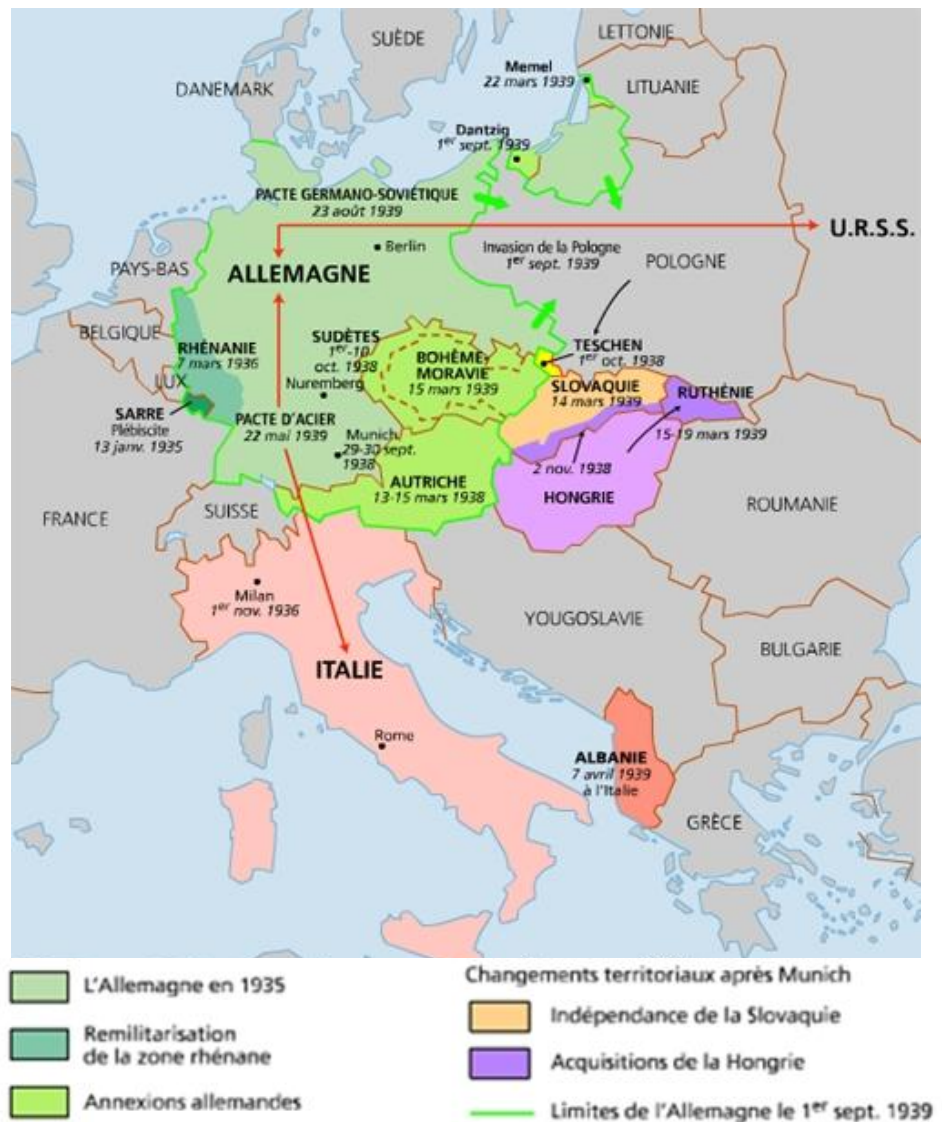 SUÈDE
LETTONIE
Memel
22 mars 1939
LITUANIE
DANEMARK
Dantzig
1er sept. 1939
PACTE GERMANO-SOVIÉTIQUE
23 août 1939
U.R.S.S.
Berlin
Invasion de la Pologne
1er sept. 1939
POLOGNE
PAYS-BAS
ALLEMAGNE
BELGIQUE
RHÉNANIE
7 mars 1936
SUDÈTES
1er-10
oct. 1938
BOHÈME-
MORAVIE
15 mars 1939
TESCHEN
1er oct. 1938
LUX
Nuremberg
SLOVAQUIE
14 mars 1939
RUTHÉNIE
SARRE
Plébiscite
13 janv. 1935
PACTE D'ACIER
22 mai 1939
Munich
29-30 sept.
1938
15-19 mars 1939
2 nov. 1938
AUTRICHE
13-15 mars 1938
HONGRIE
FRANCE
SUISSE
ROUMANIE
Milan
1er nov. 1936
YOUGOSLAVIE
BULGARIE
ITALIE
Rome
ALBANIE
7 avril 1939
à l'Italie
GRÈCE
L'Allemagne en 1935
Remilitarisation
de la zone rhénane
Annexions allemandes
Changements territoriaux après Munich
Indépendance de la Slovaquie
Acquisitions de la Hongrie
Limites de l'Allemagne le 1er sept. 1939